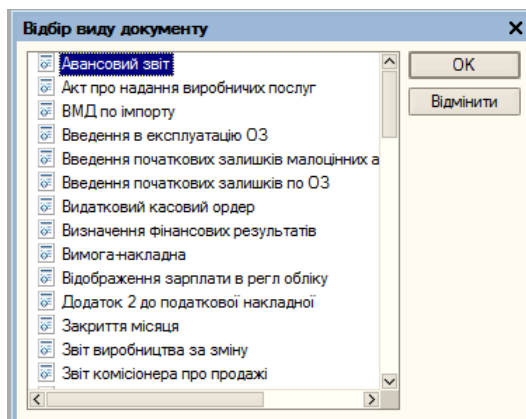 Відбір виду документу
Авансовий звіт
Акт про надання виробничих послуг
ВМД по імпорту
Введення в експлуатацію ОЗ
Введення початкових залишків малоцінних а
Введення початкових залишків по ОЗ
Видатковий касовий ордер
Визначення фінансових результатів
Вимога-накладна
Відображення зарплати в регл обліку
Додаток 2 до податкової накладної
Закриття місяця
Звіт виробництва за зміну
Звіт комісіонера про продажі
OK
Відмінити